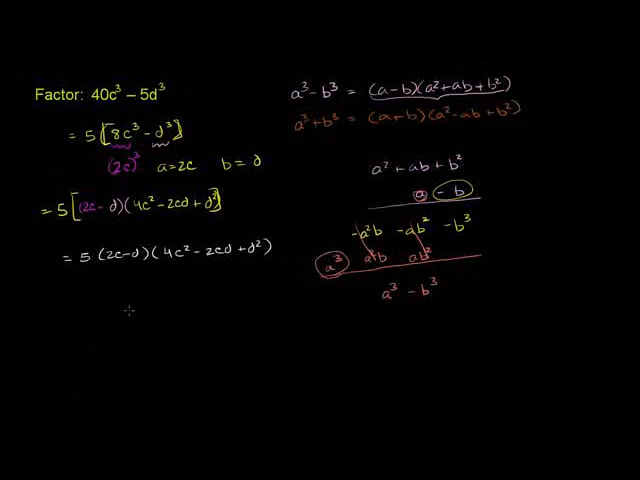 Factor: 40c³ – 5d³
= 5 [8c³ - d³]
(2c)³ a=2c b=d
= 5 [(2c-d)(4c² - 2cd + d²)]
= 5 (2c-d)(4c² - 2cd + d²)
a³-b³ = (a-b)(a²+ab+b²)
a³+b³ = (a+b)(a²-ab+b²)
a² + ab + b²
a - b
-a²b -ab² -b³
a³ a²b ab²
a³ - b³